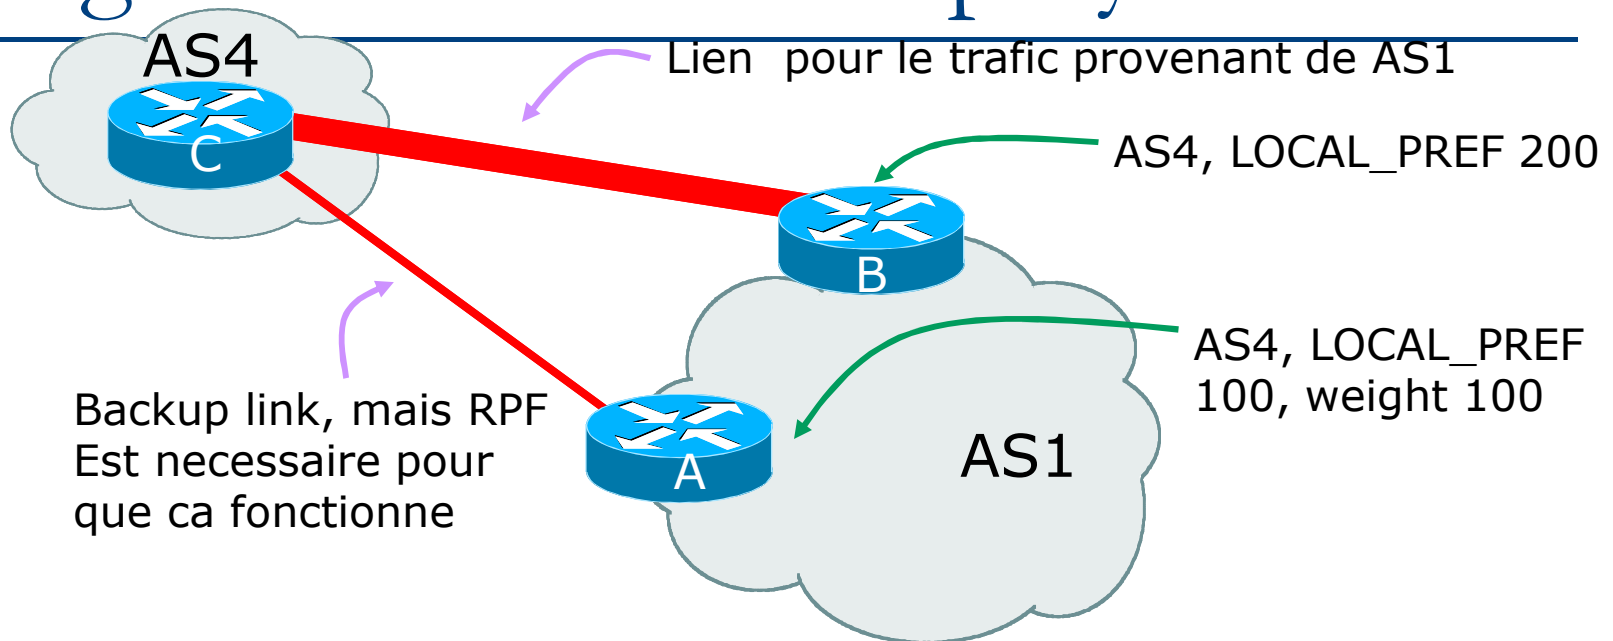 AS4
Lien  pour le trafic provenant de AS1
C
AS4, LOCAL_PREF 200
B
AS4, LOCAL_PREF
100, weight 100
Backup link, mais RPF
Est necessaire pour
que ca fonctionne
A
AS1